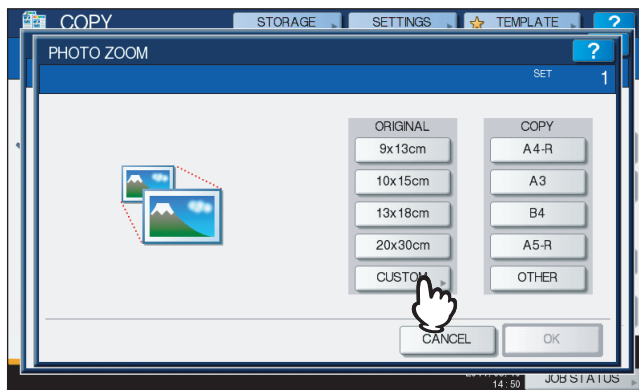 COPY STORAGE SETTINGS TEMPLATE ?
PHOTO ZOOM ?
SET 1
ORIGINAL COPY
9x13cm A4-R
10x15cm A3
13x18cm B4
20x30cm A5-R
CUSTOM OTHER
CANCEL OK
14:50 JOB STATUS